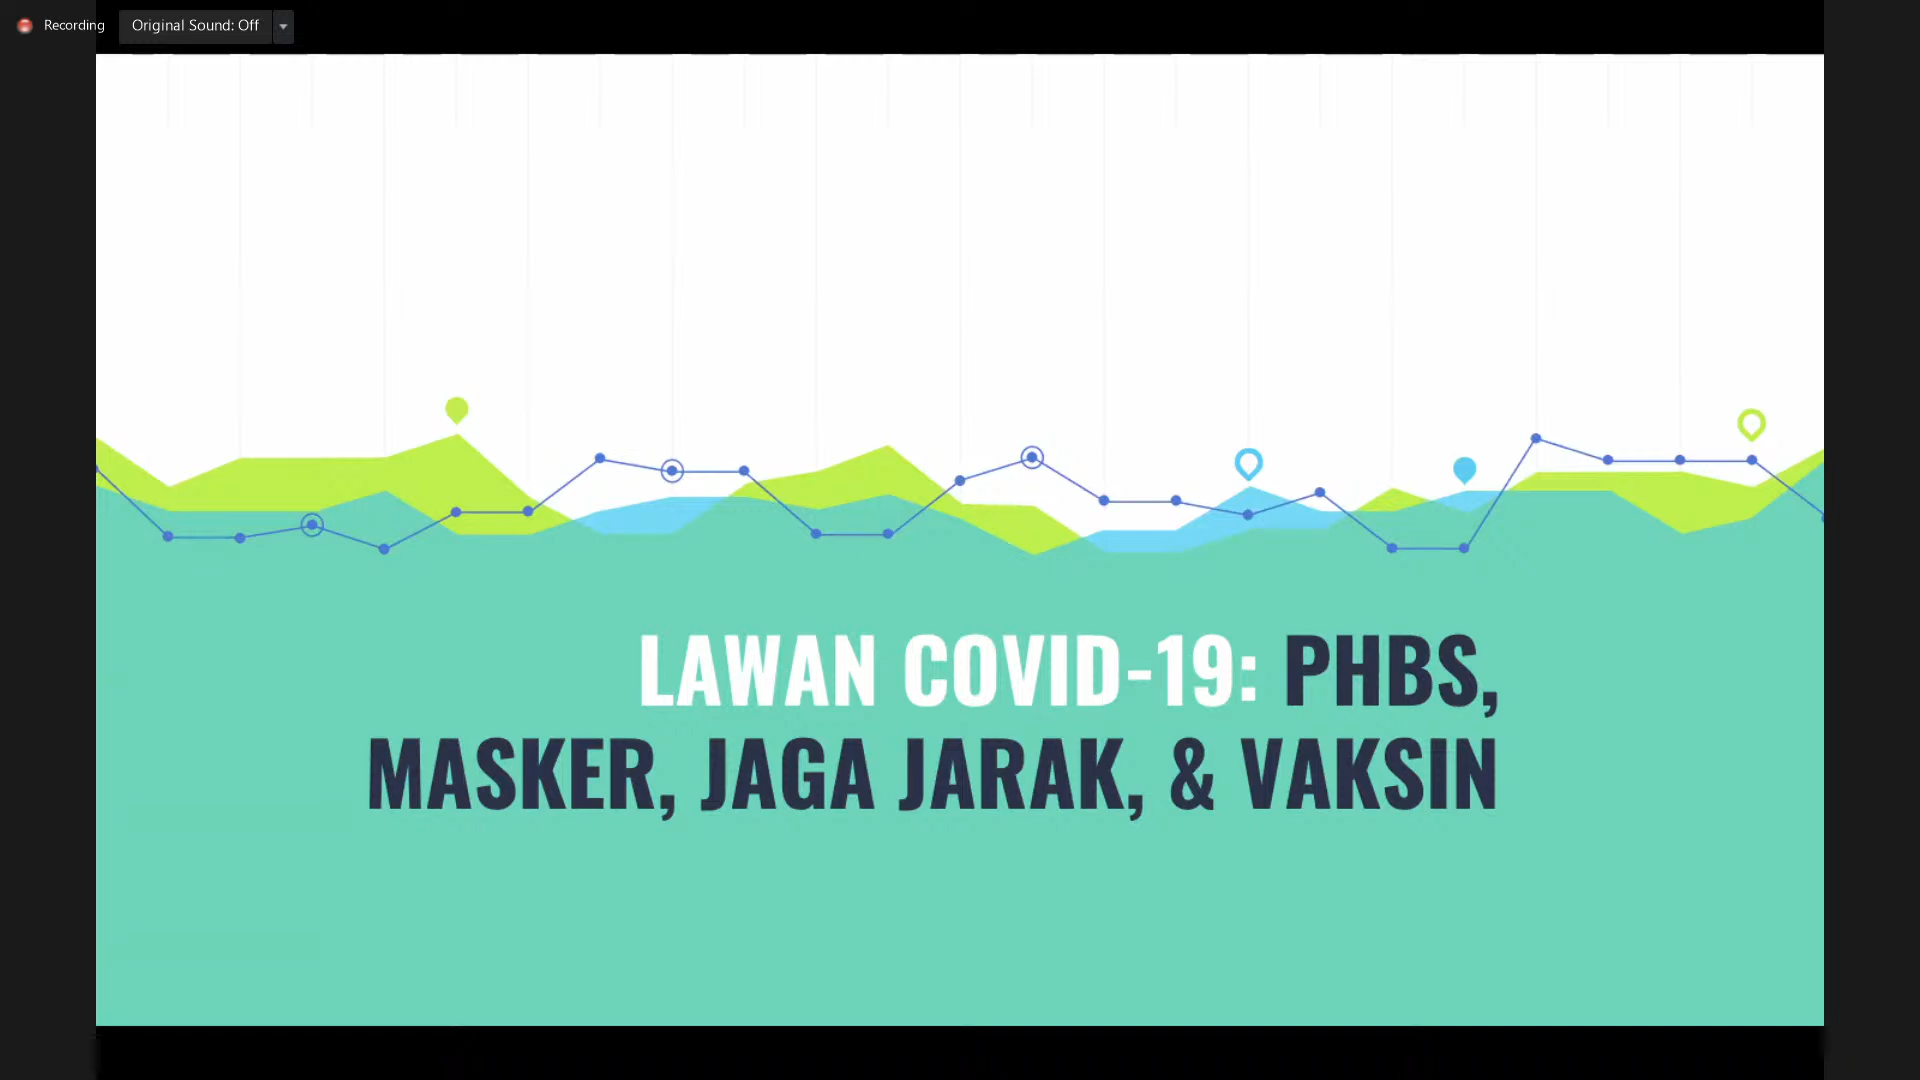 Recording
Original Sound: Off
LAWAN COVID-19: PHBS,
MASKER, JAGA JARAK, & VAKSIN